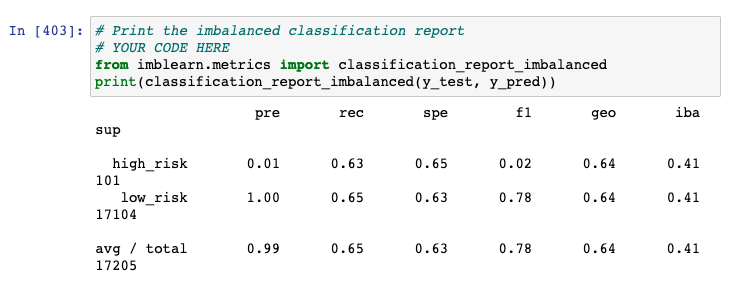 In [403]: # Print the imbalanced classification report
# YOUR CODE HERE
from imblearn.metrics import classification_report_imbalanced
print(classification_report_imbalanced(y_test, y_pred))
pre rec spe f1 geo iba
sup
high_risk 0.01 0.63 0.65 0.02 0.64 0.41
101
low_risk 1.00 0.65 0.63 0.78 0.64 0.41
17104
avg / total 0.99 0.65 0.63 0.78 0.64 0.41
17205